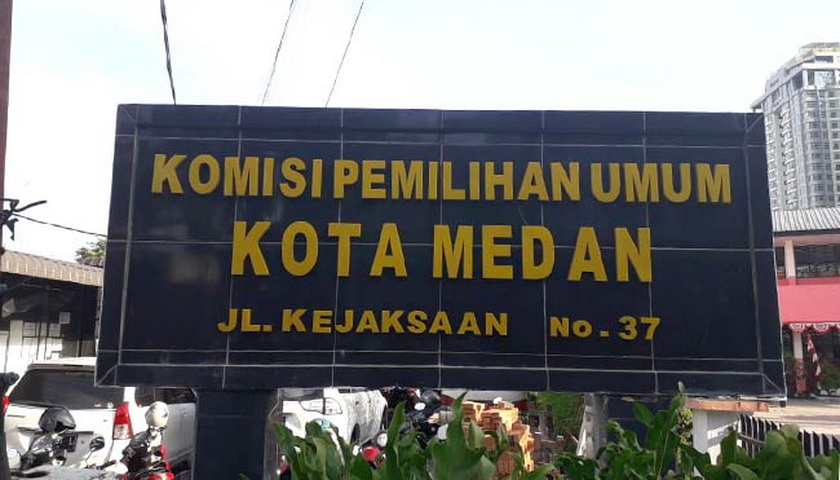 KOMISI PEMILIHAN UMUM
KOTA MEDAN
JL. KEJAKSAAN No. 37